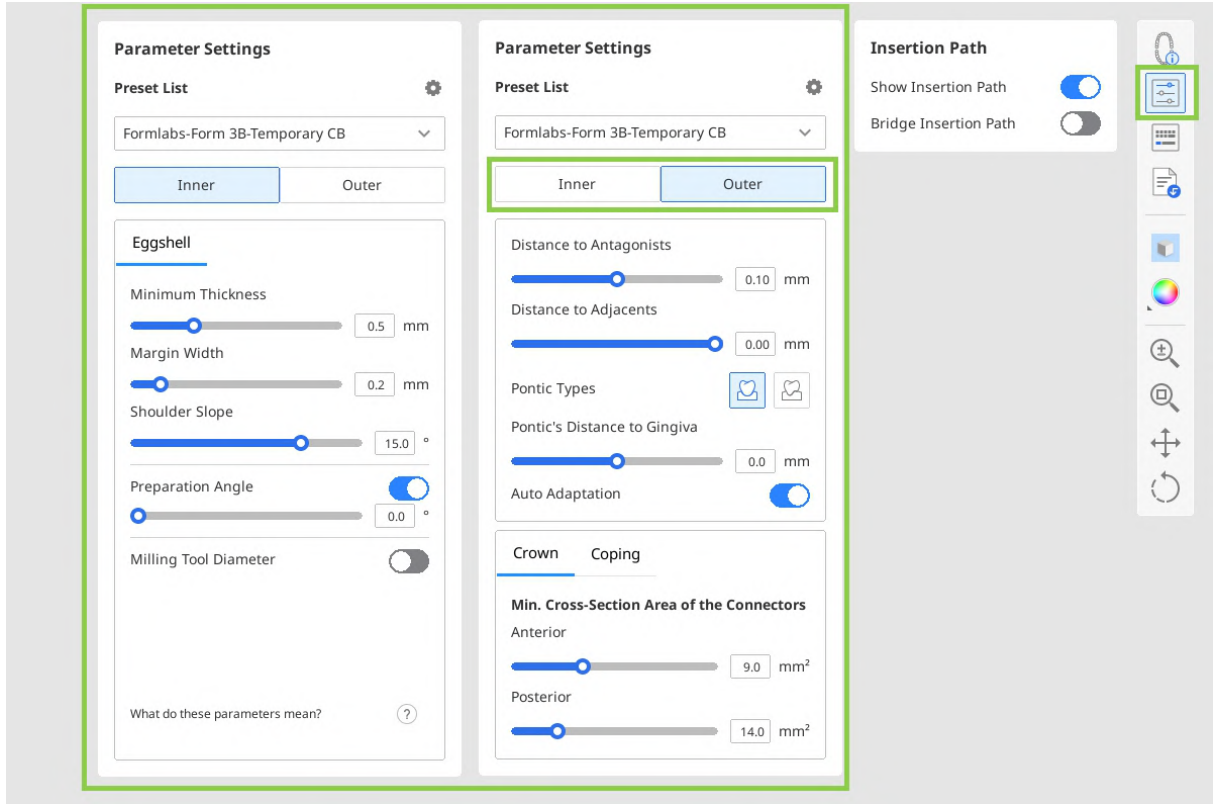 Parameter Settings
Preset List
Formlabs-Form 3B-Temporary CB
Inner Outer
Eggshell
Minimum Thickness
0.5 mm
Margin Width
0.2 mm
Shoulder Slope
15.0 °
Preparation Angle
0.0 °
Milling Tool Diameter
What do these parameters mean? ?
Parameter Settings
Preset List
Formlabs-Form 3B-Temporary CB
Inner Outer
Distance to Antagonists
0.10 mm
Distance to Adjacents
0.00 mm
Pontic Types
Pontic's Distance to Gingiva
0.0 mm
Auto Adaptation
Crown Coping
Min. Cross-Section Area of the Connectors
Anterior
9.0 mm²
Posterior
14.0 mm²
Insertion Path
Show Insertion Path
Bridge Insertion Path